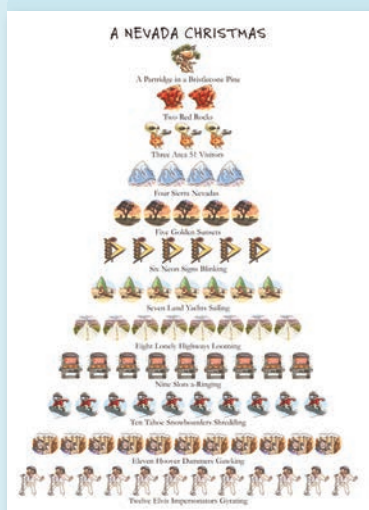 A NEVADA CHRISTMAS
A Partridge in a Bristlecone Pine
Two Red Rocks
Three Area 51 Visitors
Four Sierra Nevadas
Five Golden Sunsets
Six Neon Signs Blinking
Seven Land Yachts Sailing
Eight Lonely Highways Looming
Nine Slots a-Ringing
Ten Tahoe Snowboarders Shredding
Eleven Hoover Dammers Gawking
Twelve Elvis Impersonators Gyrating